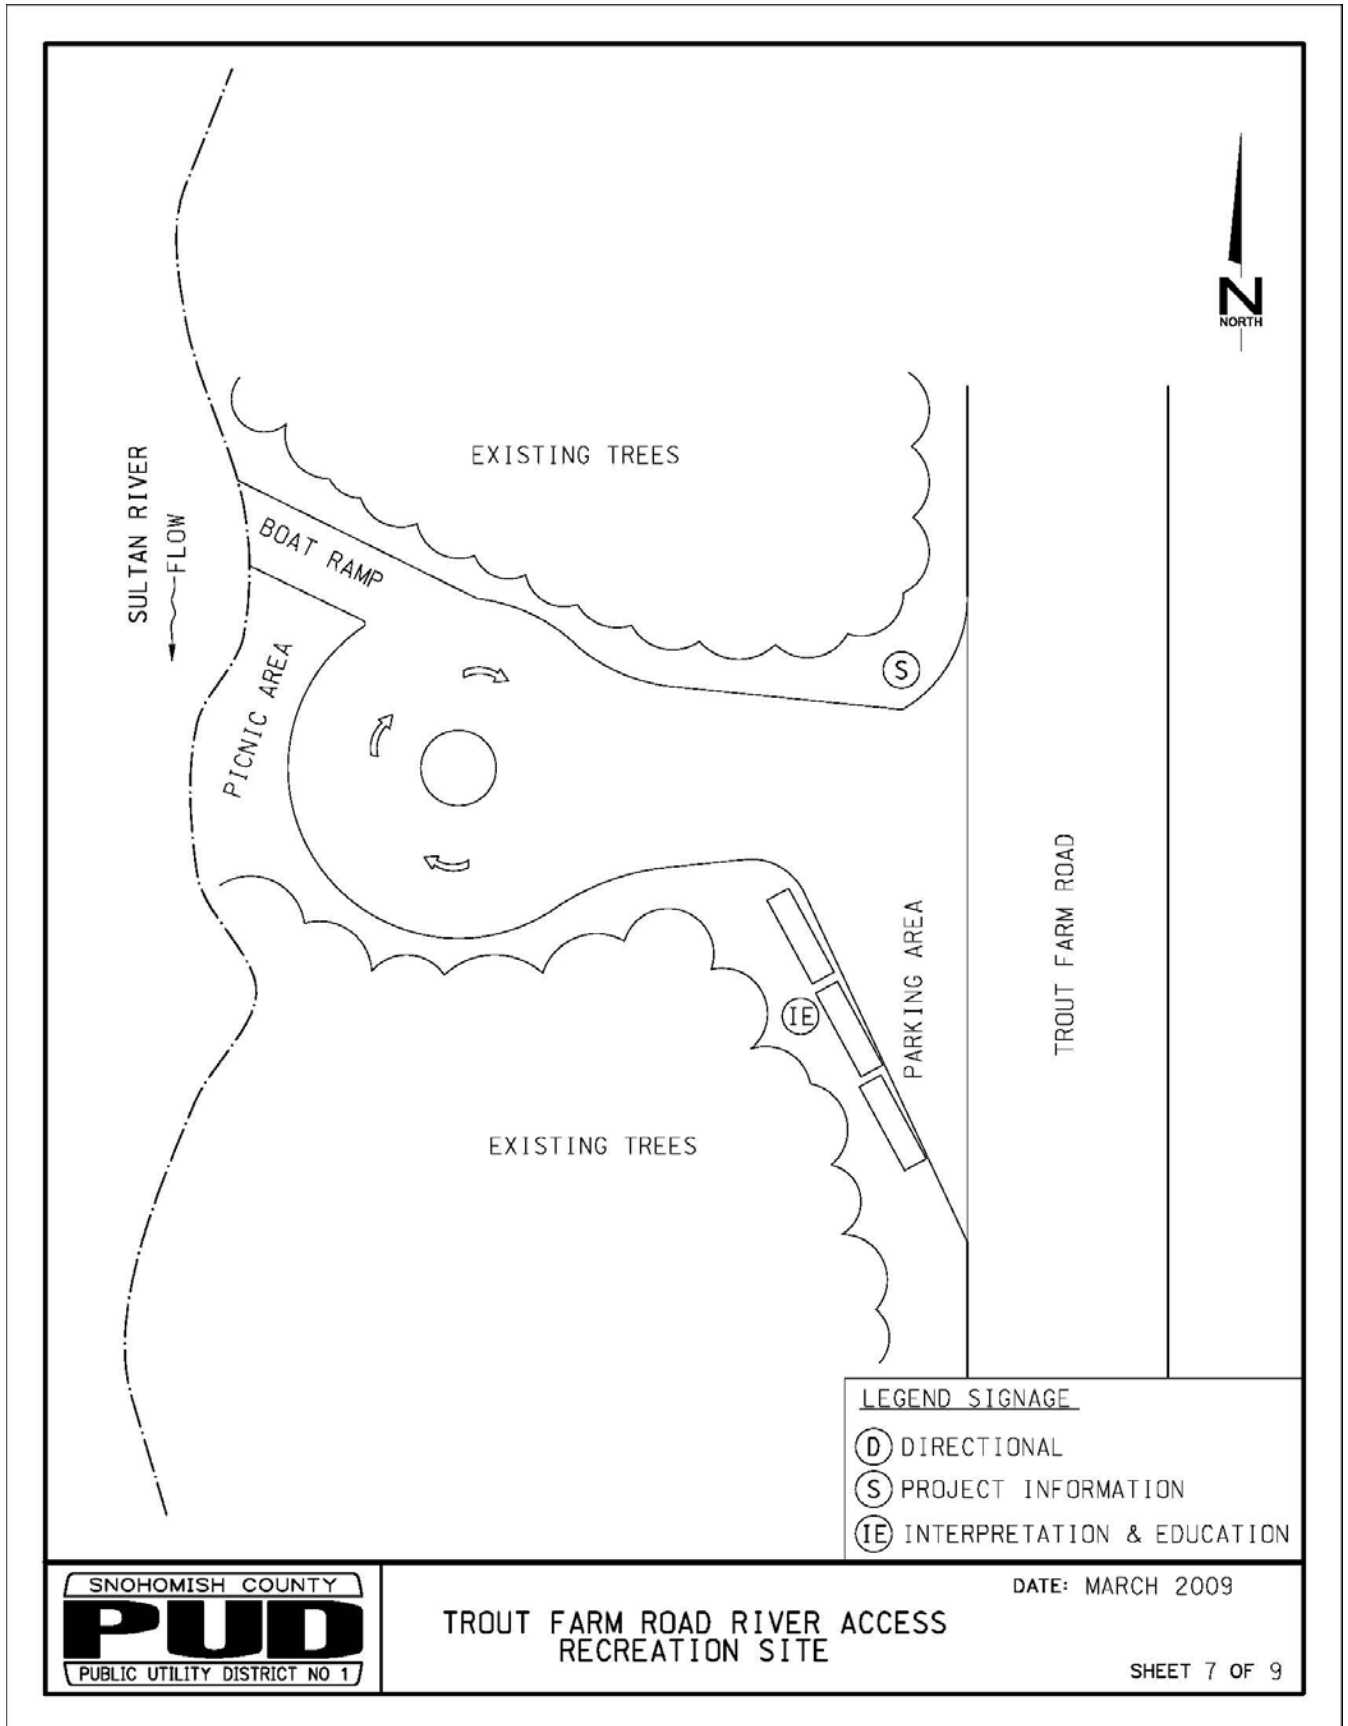 N
NORTH
EXISTING TREES
SULTAN RIVER
FLOW
BOAT RAMP
PICNIC AREA
S
TROUT FARM ROAD
PARKING AREA
IE
EXISTING TREES
LEGEND SIGNAGE
D DIRECTIONAL
S PROJECT INFORMATION
IE INTERPRETATION & EDUCATION
SNOHOMISH COUNTY
PUD
PUBLIC UTILITY DISTRICT NO 1
TROUT FARM ROAD RIVER ACCESS
RECREATION SITE
DATE: MARCH 2009
SHEET 7 OF 9